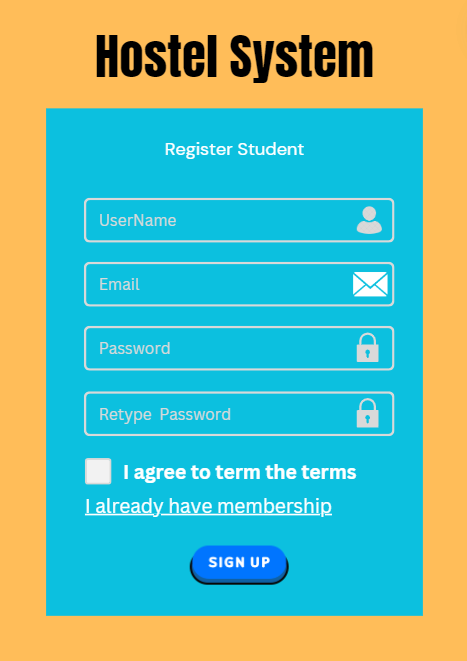 Hostel System
Register Student
UserName
Email
Password
Retype Password
I agree to term the terms
I already have membership
SIGN UP